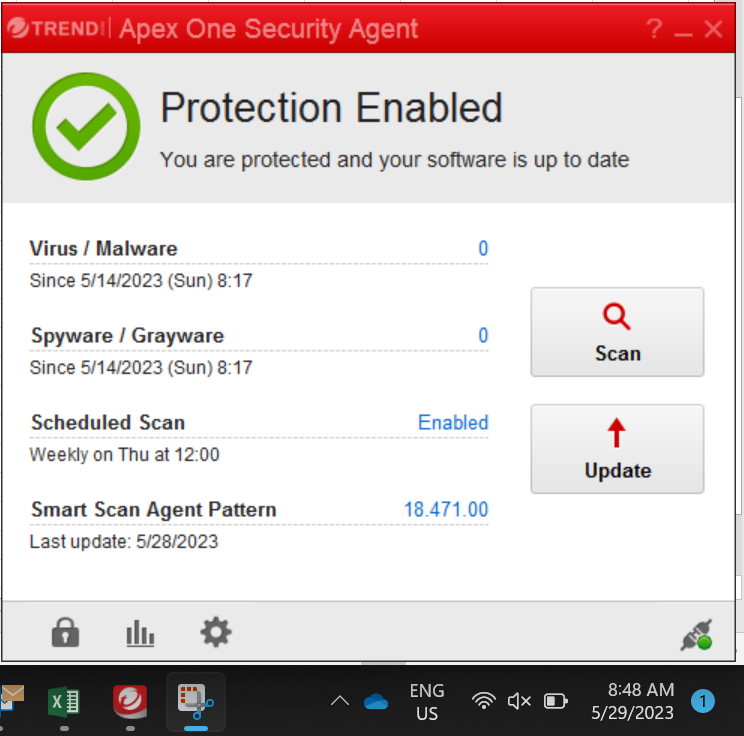 TREND MICRO | Apex One Security Agent ? _ X
Protection Enabled
You are protected and your software is up to date
Virus / Malware 0
Since 5/14/2023 (Sun) 8:17
Spyware / Grayware 0
Since 5/14/2023 (Sun) 8:17
Scan
Scheduled Scan Enabled
Weekly on Thu at 12:00
Update
Smart Scan Agent Pattern 18.471.00
Last update: 5/28/2023
ENG
US
8:48 AM
5/29/2023
1